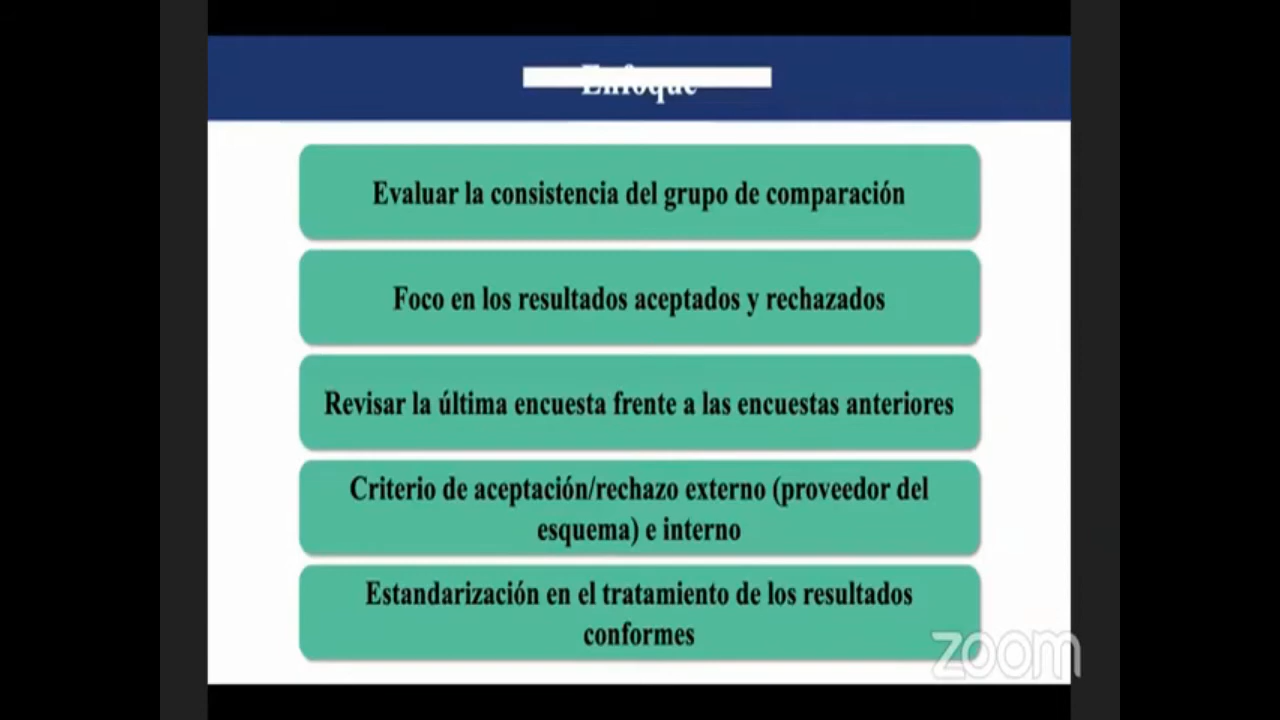 Enfoque
Evaluar la consistencia del grupo de comparación
Foco en los resultados aceptados y rechazados
Revisar la última encuesta frente a las encuestas anteriores
Criterio de aceptación/rechazo externo (proveedor del
esquema) e interno
Estandarización en el tratamiento de los resultados
conformes
zoom